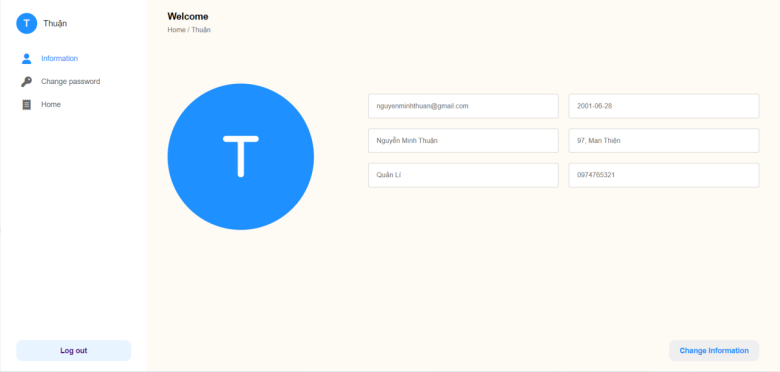 T Thuận
Information
Change password
Home
Log out
Welcome
Home / Thuận
T
nguyenminhthuan@gmail.com 2001-06-28
Nguyễn Minh Thuận 97, Man Thiện
Quản Lí 0974765321
Change Information